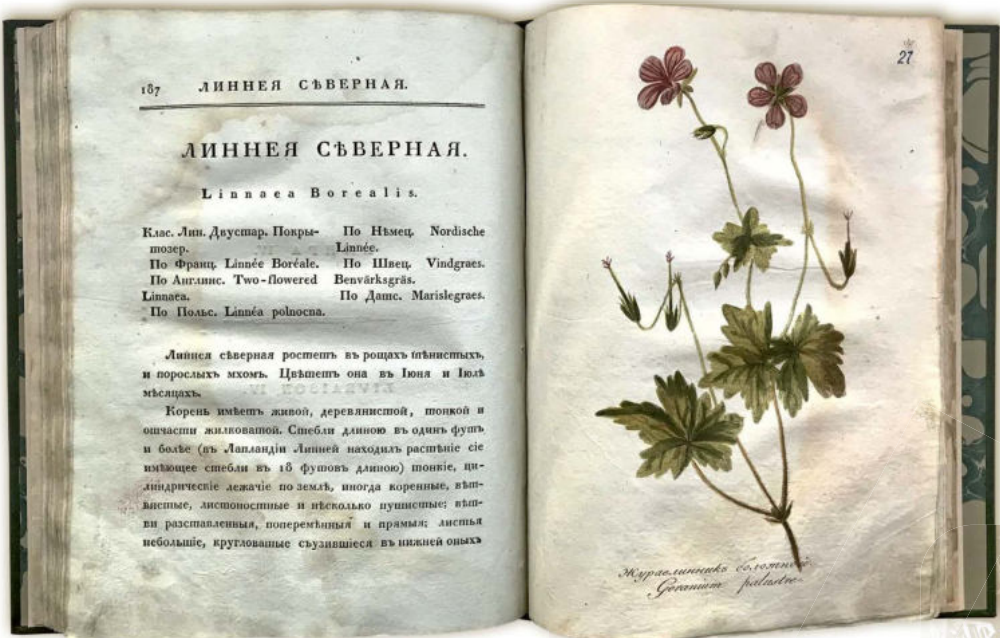 187 ЛИННЕЯ СѢВЕРНАЯ.
ЛИННЕЯ СѢВЕРНАЯ.
Linnaea Borealis.
Клас. Лин. Двустар. Покры-
тозер.
По Франц. Linnée Boréale.
По Англинс. Two-flowered
Linnaea.
По Польс. Linnéa polnocna.
По Нѣмец. Nordische
Linnée.
По Швец. Vindgraes.
Benvärksgräs.
По Датс. Marislegraes.
Линнея сѣверная ростетъ въ рощахъ тѣнистыхъ,
и порослыхъ мхомъ. Цвѣтетъ она въ Іюня и Іюлѣ
мѣсяцахъ.
Корень имѣетъ живой, деревянистой, тонкой и
отчасти жилковатой. Стебли длиною въ одинъ футъ
и болѣе (въ Лапландіи Линней находилъ растѣніе сіе
имѣющее стебли въ 18 футовъ длиною) тонкіе, ци-
линдрическіе лежачіе по землѣ, иногда коренные, вѣт-
вистые, листоностные и нѣсколько пушистые; вѣт-
ви разставленныя, поперемѣнныя и прямыя; листья
небольшіе, кругловатые съузившіеся въ нижней оныхъ
27
Журавлинникъ болотный.
Geranium palustre.